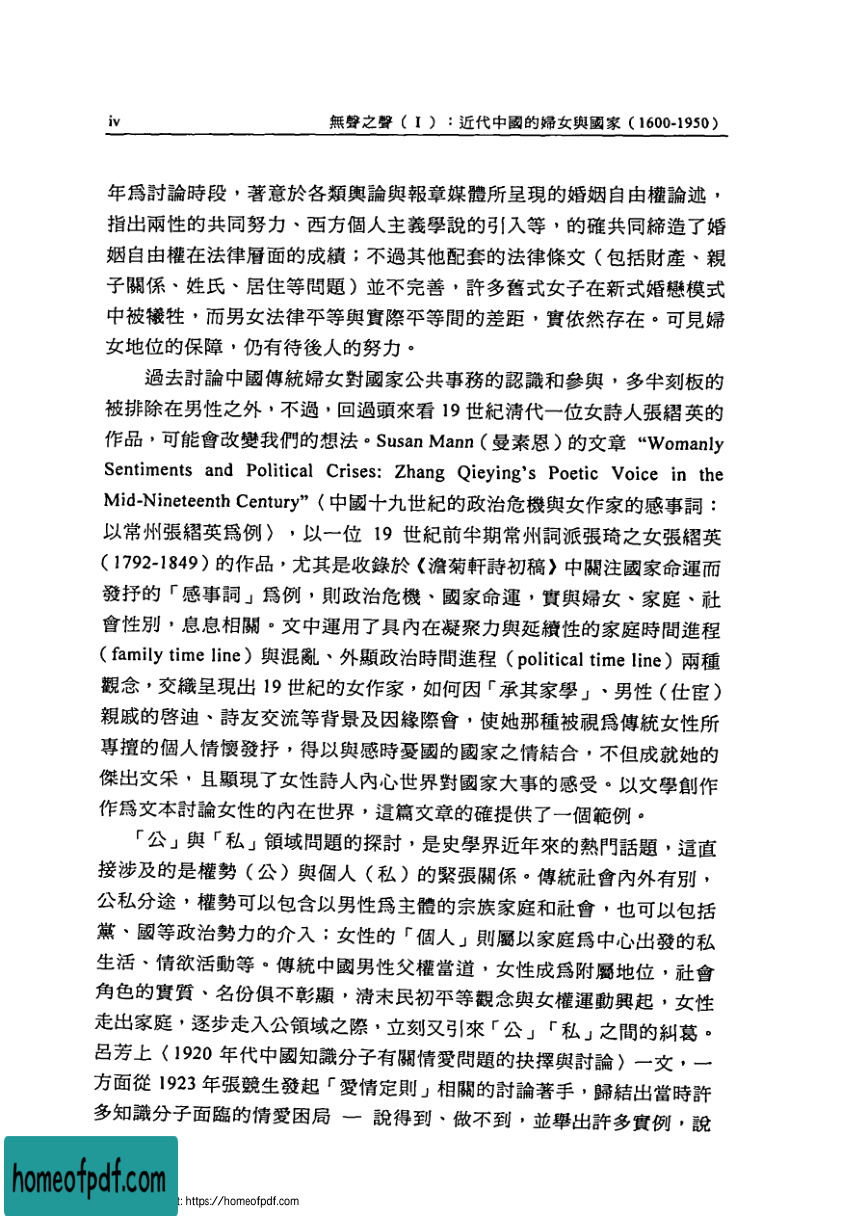 iv 無聲之聲（I）：近代中國的婦女與國家（1600-1950）
年爲討論時段，著意於各類輿論與報章媒體所呈現的婚姻自由權論述，
指出兩性的共同努力、西方個人主義學說的引入等，的確共同締造了婚
姻自由權在法律層面的成績；不過其他配套的法律條文（包括財產、親
子關係、姓氏、居住等問題）並不完善，許多舊式女子在新式婚戀模式
中被犧牲，而男女法律平等與實際平等間的差距，實依然存在。可見婦
女地位的保障，仍有待後人的努力。
過去討論中國傳統婦女對國家公共事務的認識和參與，多半刻板的
被排除在男性之外，不過，回過頭來看 19 世紀清代一位女詩人張㛬英的
作品，可能會改變我們的想法。Susan Mann（曼素恩）的文章 “Womanly
Sentiments and Political Crises: Zhang Qieying’s Poetic Voice in the
Mid-Nineteenth Century”〈中國十九世紀的政治危機與女作家的感事詞：
以常州張㛬英爲例〉，以一位 19 世紀前半期常州詞派張琦之女張㛬英
（1792-1849）的作品，尤其是收錄於《澹菊軒詩初稿》中關注國家命運而
發抒的「感事詞」爲例，則政治危機、國家命運，實與婦女、家庭、社
會性別，息息相關。文中運用了具內在凝聚力與延續性的家庭時間進程
（family time line）與混亂、外顯政治時間進程（political time line）兩種
觀念，交織呈現出 19 世紀的女作家，如何因「承其家學」、男性（仕宦）
親戚的啓迪、詩友交流等背景及因緣際會，使她那種被視爲傳統女性所
專擅的個人情懷發抒，得以與感時憂國的國家之情結合，不但成就她的
傑出文采，且顯現了女性詩人內心世界對國家大事的感受。以文學創作
作爲文本討論女性的內在世界，這篇文章的確提供了一個範例。
「公」與「私」領域問題的探討，是史學界近年來的熱門話題，這直
接涉及的是權勢（公）與個人（私）的緊張關係。傳統社會內外有別，
公私分途，權勢可以包含以男性爲主體的宗族家庭和社會，也可以包括
黨、國等政治勢力的介入；女性的「個人」則屬以家庭爲中心出發的私
生活、情欲活動等。傳統中國男性父權當道，女性成爲附屬地位，社會
角色的實質、名份俱不彰顯，清末民初平等觀念與女權運動興起，女性
走出家庭，逐步走入公領域之際，立刻又引來「公」「私」之間的糾葛。
呂芳上〈1920 年代中國知識分子有關情愛問題的抉擇與討論〉一文，一
方面從 1923 年張競生發起「愛情定則」相關的討論著手，歸結出當時許
多知識分子面臨的情愛困局 — 說得到、做不到，並舉出許多實例，說
homeofpdf.com
t: https://homeofpdf.com